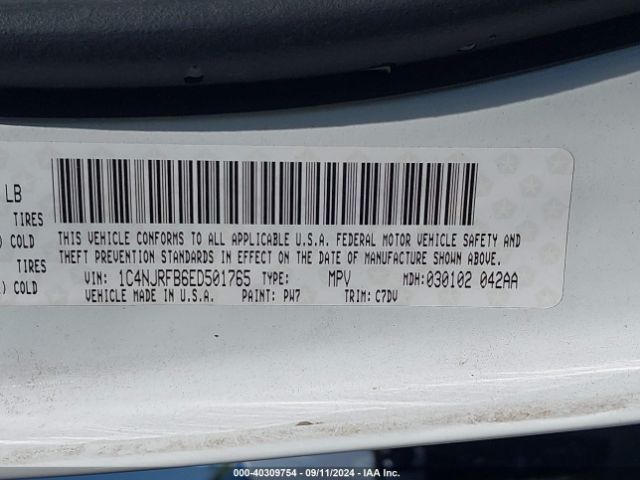 LB
TIRES
) COLD
TIRES
) COLD
THIS VEHICLE CONFORMS TO ALL APPLICABLE U.S.A. FEDERAL MOTOR VEHICLE SAFETY AND
THEFT PREVENTION STANDARDS IN EFFECT ON THE DATE OF MANUFACTURE SHOWN ABOVE.
VIN: 1C4NJRFB6ED501765 TYPE: MPV MDH:030102 042AA
VEHICLE MADE IN U.S.A. PAINT: PW7 TRIM: C7DV
000-40309754 - 09/11/2024 - IAA Inc.